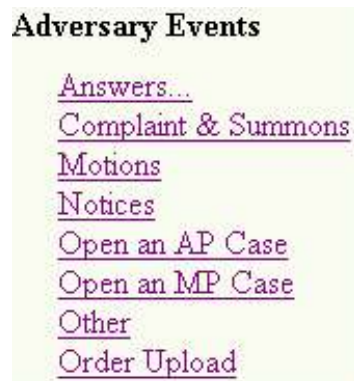 Adversary Events
Answers...
Complaint & Summons
Motions
Notices
Open an AP Case
Open an MP Case
Other
Order Upload